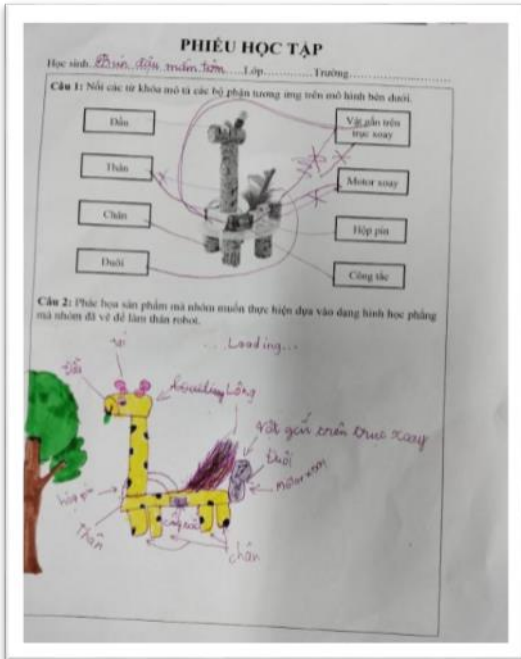 PHIẾU HỌC TẬP
Học sinh: Bún đậu mắm tôm Lớp Trường
Câu 1: Nối các từ khóa mô tả các bộ phận tương ứng trên mô hình bên dưới.
Đầu
Vật gắn trên
trục xoay
Thân
Motor xoay
Chân
Hộp pin
Đuôi
Công tắc
Câu 2: Phác họa sản phẩm mà nhóm muốn thực hiện dựa vào dạng hình học phẳng
mà nhóm đã vẽ để làm thân robot.
...Loading...
đầu
Lông
vật gắn trên trục xoay
Đuôi
motor xoay
hộp pin
Thân
công tắc
chân